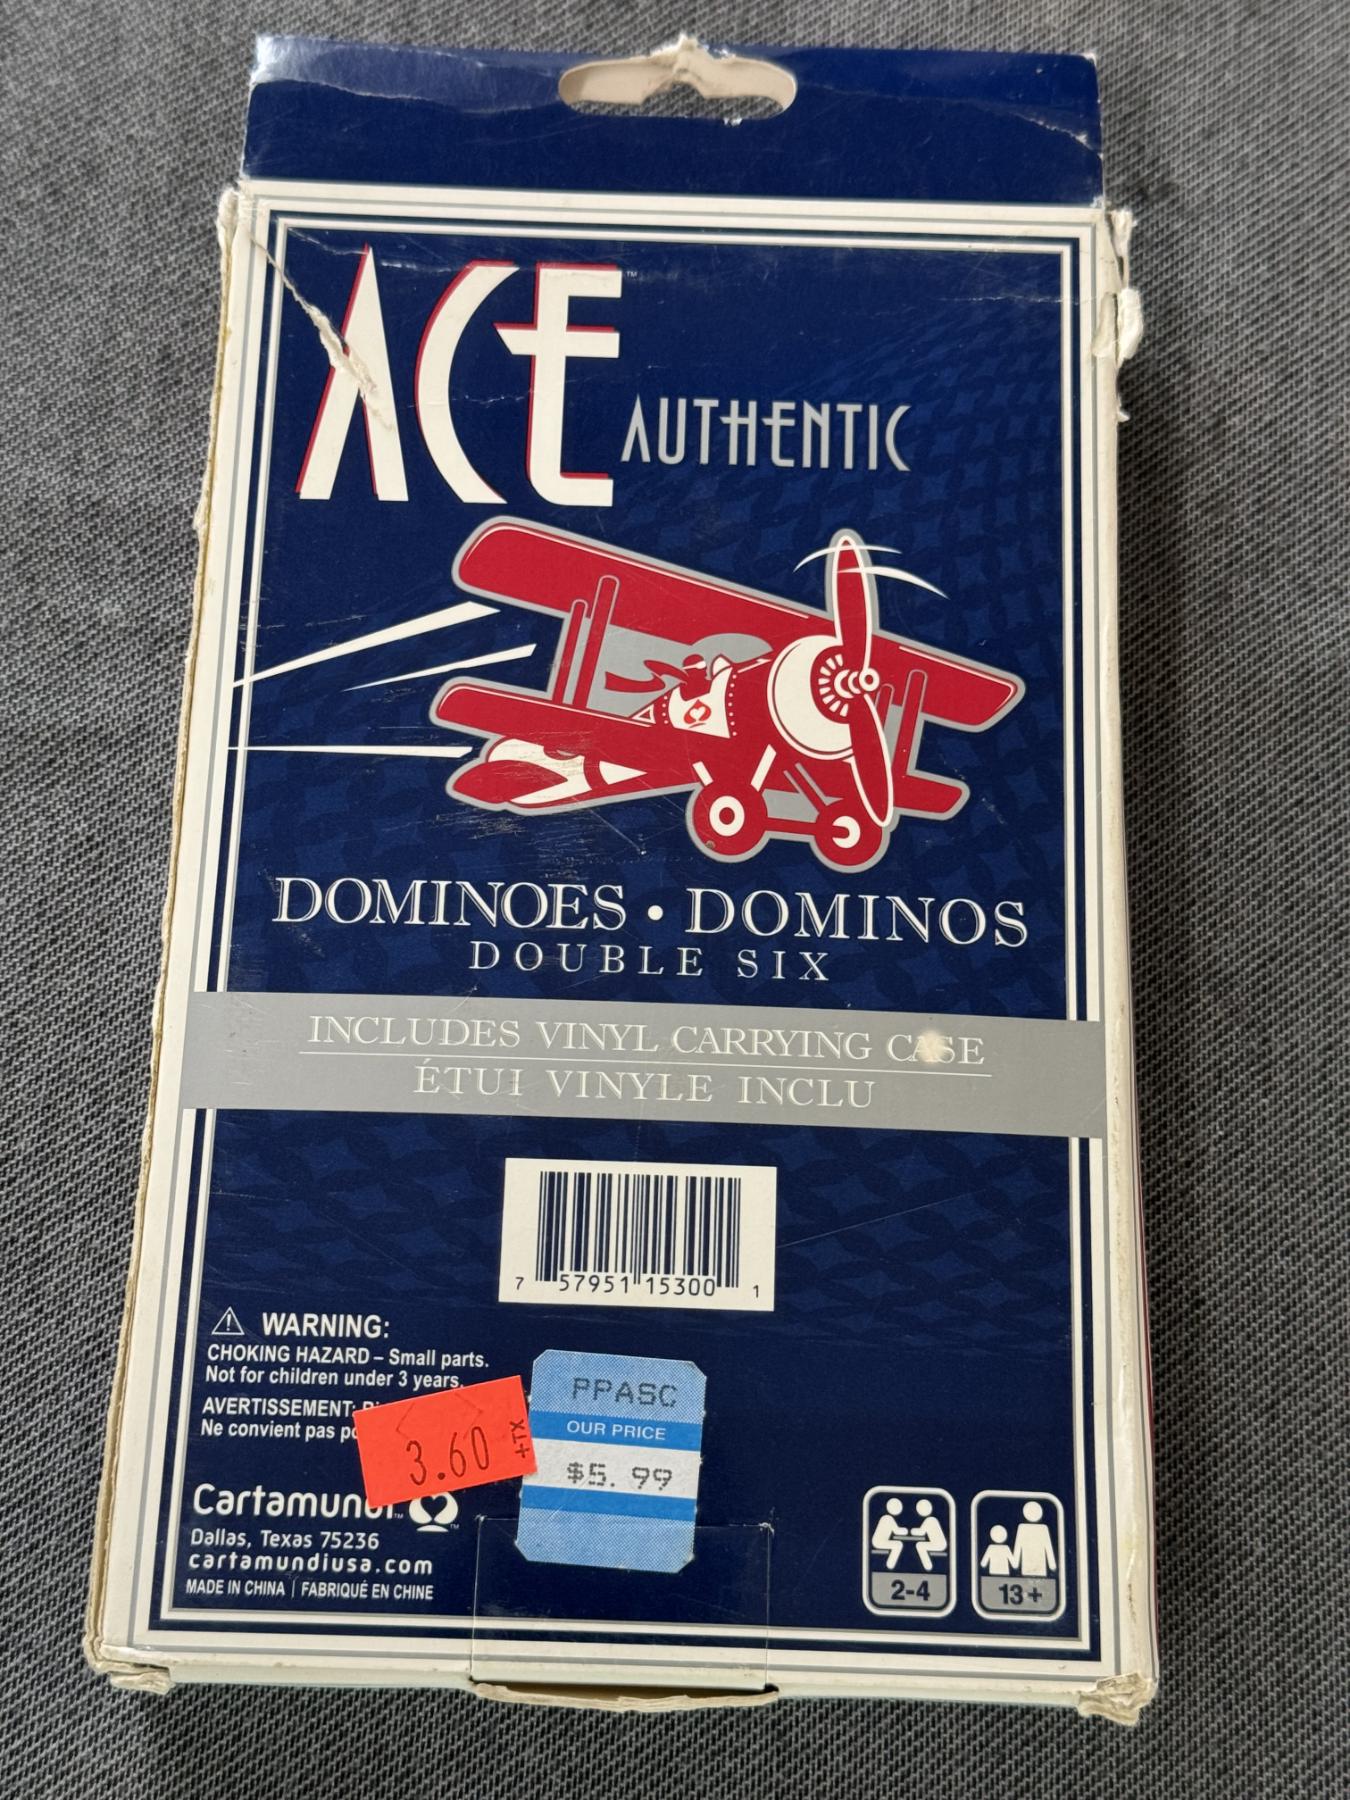 ACE™ AUTHENTIC
DOMINOES • DOMINOS
DOUBLE SIX
INCLUDES VINYL CARRYING CASE
ÉTUI VINYLE INCLU
7 57951 15300 1
⚠ WARNING:
CHOKING HAZARD – Small parts.
Not for children under 3 years.
AVERTISSEMENT:
Ne convient pas
3.60 +TX
PPASC
OUR PRICE
$5.99
Cartamundi™
Dallas, Texas 75236
cartamundiusa.com
MADE IN CHINA | FABRIQUÉ EN CHINE
2-4
13+